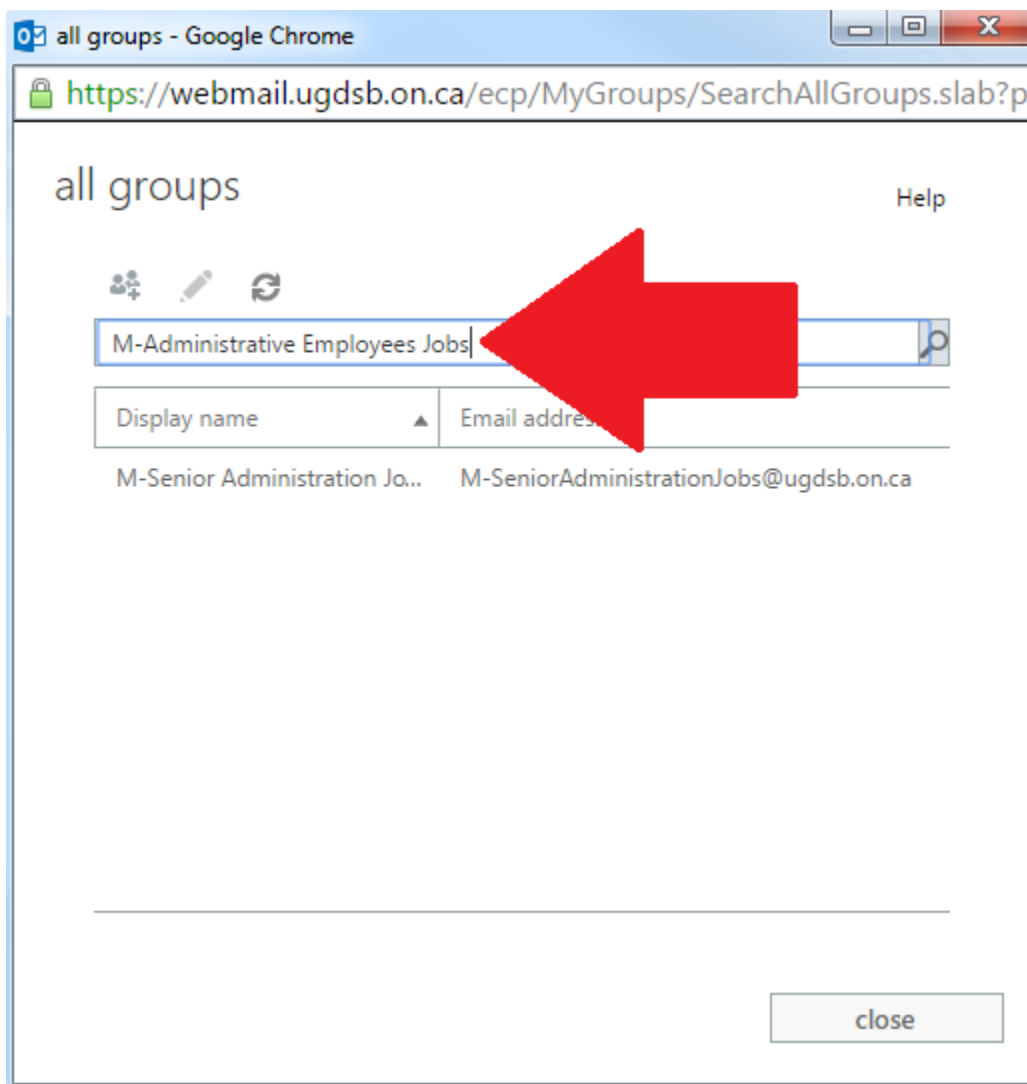 all groups - Google Chrome
https://webmail.ugdsb.on.ca/ecp/MyGroups/SearchAllGroups.slab?p
all groups
Help
M-Administrative Employees Jobs
Display name Email addres
M-Senior Administration Jo... M-SeniorAdministrationJobs@ugdsb.on.ca
close